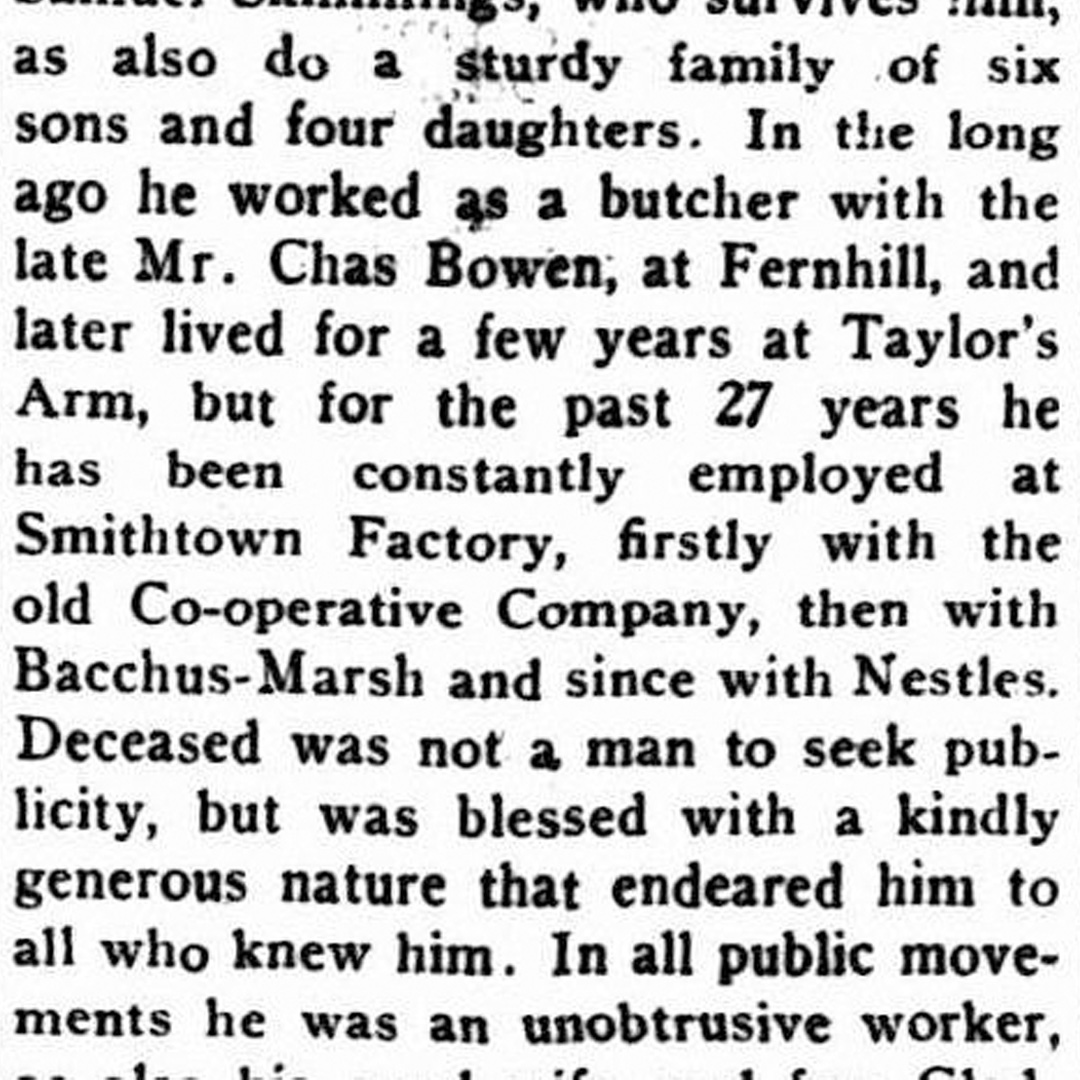 who survives him,
as also do a sturdy family of six
sons and four daughters. In the long
ago he worked as a butcher with the
late Mr. Chas Bowen, at Fernhill, and
later lived for a few years at Taylor's
Arm, but for the past 27 years he
has been constantly employed at
Smithtown Factory, firstly with the
old Co-operative Company, then with
Bacchus-Marsh and since with Nestles.
Deceased was not a man to seek pub-
licity, but was blessed with a kindly
generous nature that endeared him to
all who knew him. In all public move-
ments he was an unobtrusive worker,